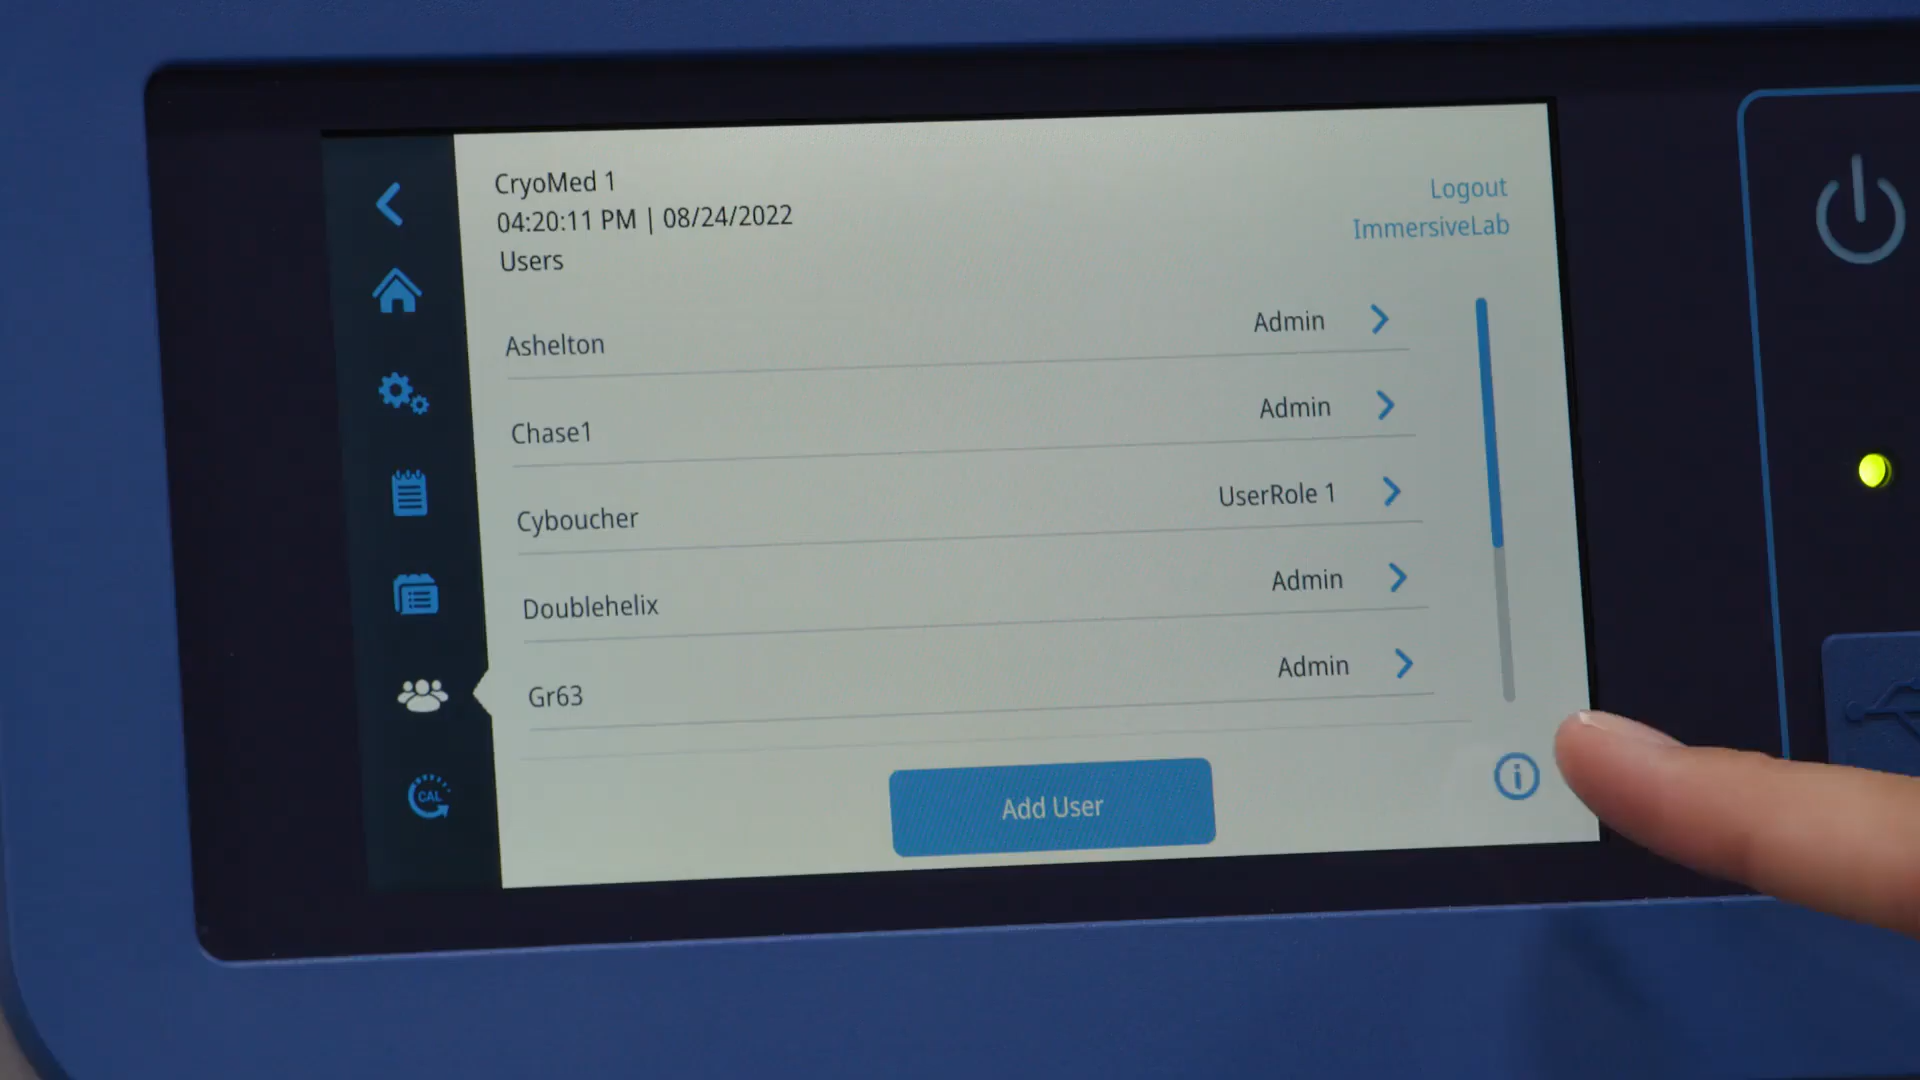 CryoMed 1
04:20:11 PM | 08/24/2022
Users
Logout
ImmersiveLab
Ashelton Admin
Chase1 Admin
Cyboucher UserRole 1
Doublehelix Admin
Gr63 Admin
CAL
Add User
i